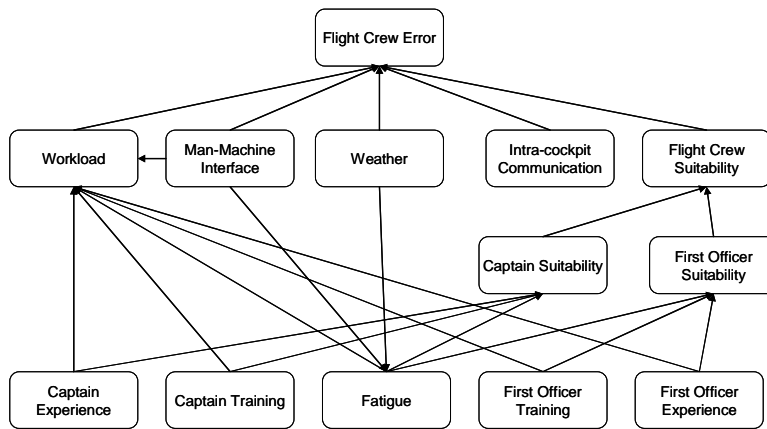 Flight Crew Error
Workload
Man-Machine
Interface
Weather
Intra-cockpit
Communication
Flight Crew
Suitability
Captain Suitability
First Officer
Suitability
Captain
Experience
Captain Training
Fatigue
First Officer
Training
First Officer
Experience